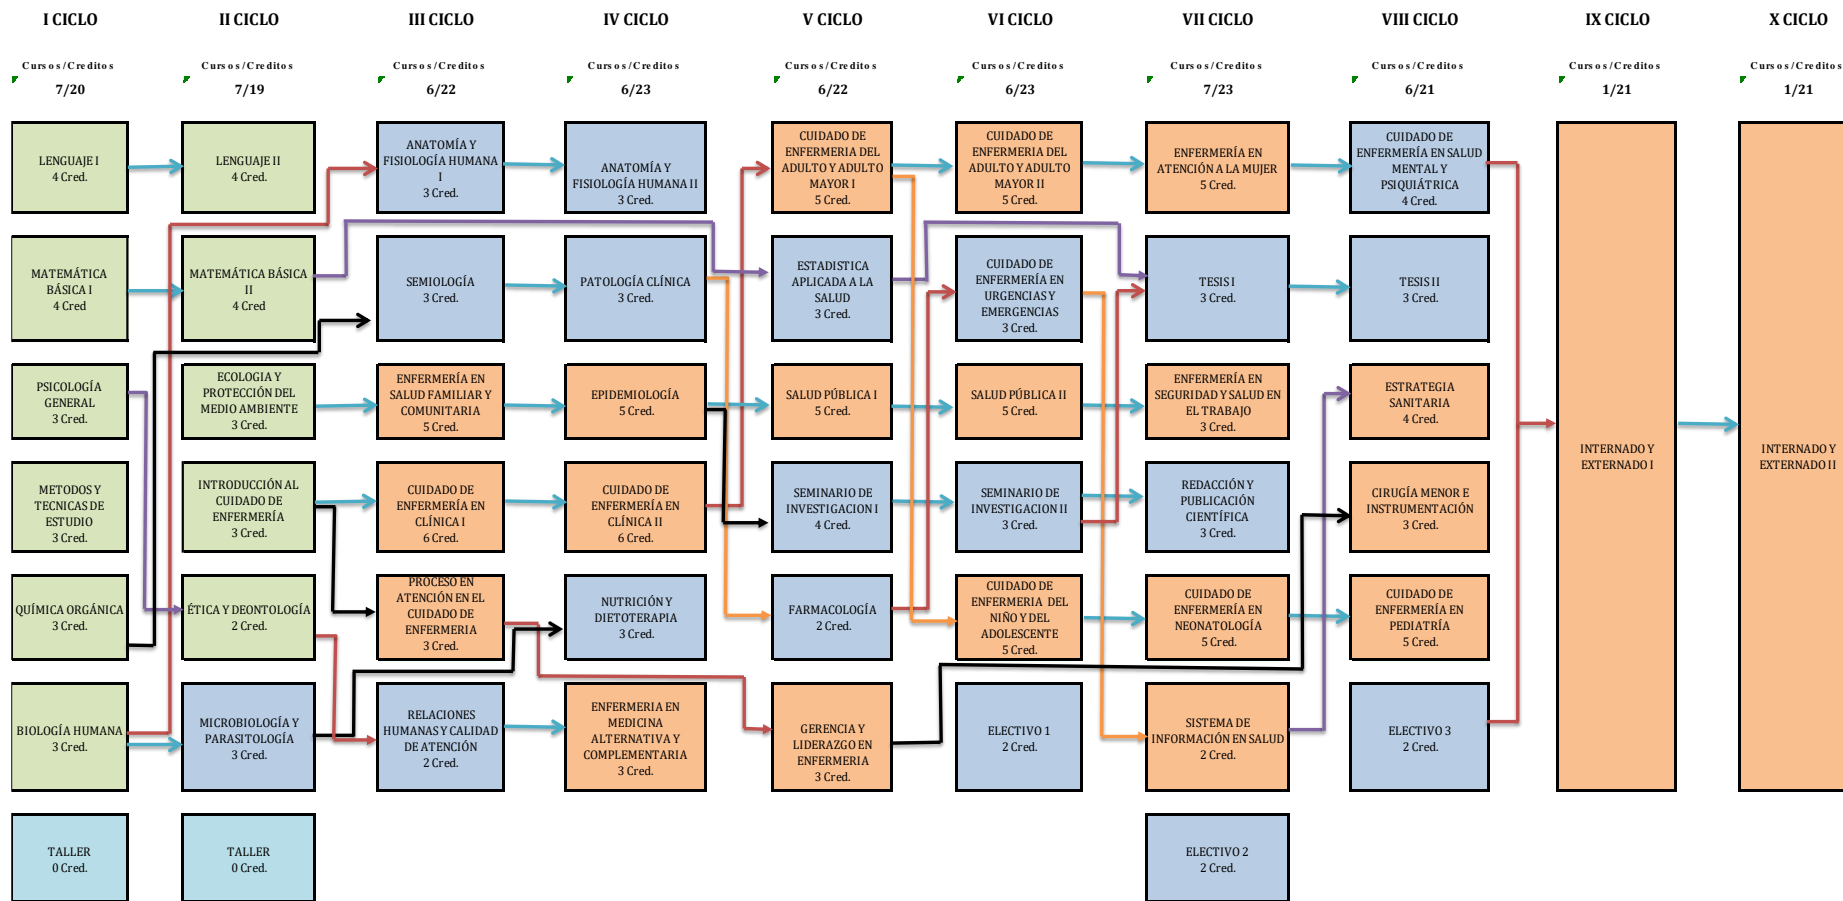 I CICLO
II CICLO
III CICLO
IV CICLO
V CICLO
VI CICLO
VII CICLO
VIII CICLO
IX CICLO
X CICLO
Cursos/Creditos
Cursos/Creditos
Cursos/Creditos
Cursos/Creditos
Cursos/Creditos
Cursos/Creditos
Cursos/Creditos
Cursos/Creditos
Cursos/Creditos
Cursos/Creditos
7/20
7/19
6/22
6/23
6/22
6/23
7/23
6/21
1/21
1/21
LENGUAJE I
4 Cred.
LENGUAJE II
4 Cred.
ANATOMÍA Y
FISIOLOGÍA HUMANA
I
3 Cred.
ANATOMÍA Y
FISIOLOGÍA HUMANA II
3 Cred.
CUIDADO DE
ENFERMERIA DEL
ADULTO Y ADULTO
MAYOR I
5 Cred.
CUIDADO DE
ENFERMERIA DEL
ADULTO Y ADULTO
MAYOR II
5 Cred.
ENFERMERÍA EN
ATENCIÓN A LA MUJER
5 Cred.
CUIDADO DE
ENFERMERÍA EN SALUD
MENTAL Y
PSIQUIÁTRICA
4 Cred.
MATEMÁTICA
BÁSICA I
4 Cred
MATEMÁTICA BÁSICA
II
4 Cred
SEMIOLOGÍA
3 Cred.
PATOLOGÍA CLÍNICA
3 Cred.
ESTADISTICA
APLICADA A LA
SALUD
3 Cred.
CUIDADO DE
ENFERMERÍA EN
URGENCIAS Y
EMERGENCIAS
3 Cred.
TESIS I
3 Cred.
TESIS II
3 Cred.
PSICOLOGÍA
GENERAL
3 Cred.
ECOLOGIA Y
PROTECCIÓN DEL
MEDIO AMBIENTE
3 Cred.
ENFERMERÍA EN
SALUD FAMILIAR Y
COMUNITARIA
5 Cred.
EPIDEMIOLOGÍA
5 Cred.
SALUD PÚBLICA I
5 Cred.
SALUD PÚBLICA II
5 Cred.
ENFERMERÍA EN
SEGURIDAD Y SALUD EN
EL TRABAJO
3 Cred.
ESTRATEGIA
SANITARIA
4 Cred.
INTERNADO Y
EXTERNADO I
INTERNADO Y
EXTERNADO II
METODOS Y
TECNICAS DE
ESTUDIO
3 Cred.
INTRODUCCIÓN AL
CUIDADO DE
ENFERMERÍA
3 Cred.
CUIDADO DE
ENFERMERÍA EN
CLÍNICA I
6 Cred.
CUIDADO DE
ENFERMERÍA EN
CLÍNICA II
6 Cred.
SEMINARIO DE
INVESTIGACION I
4 Cred.
SEMINARIO DE
INVESTIGACION II
3 Cred.
REDACCIÓN Y
PUBLICACIÓN
CIENTÍFICA
3 Cred.
CIRUGÍA MENOR E
INSTRUMENTACIÓN
3 Cred.
QUÍMICA ORGÁNICA
3 Cred.
ÉTICA Y DEONTOLOGÍA
2 Cred.
PROCESO EN
ATENCIÓN EN EL
CUIDADO DE
ENFERMERIA
3 Cred.
NUTRICIÓN Y
DIETOTERAPIA
3 Cred.
FARMACOLOGÍA
2 Cred.
CUIDADO DE
ENFERMERIA DEL
NIÑO Y DEL
ADOLESCENTE
5 Cred.
CUIDADO DE
ENFERMERÍA EN
NEONATOLOGÍA
5 Cred.
CUIDADO DE
ENFERMERÍA EN
PEDIATRÍA
5 Cred.
BIOLOGÍA HUMANA
3 Cred.
MICROBIOLOGÍA Y
PARASITOLOGÍA
3 Cred.
RELACIONES
HUMANAS Y CALIDAD
DE ATENCIÓN
2 Cred.
ENFERMERIA EN
MEDICINA
ALTERNATIVA Y
COMPLEMENTARIA
3 Cred.
GERENCIA Y
LIDERAZGO EN
ENFERMERIA
3 Cred.
ELECTIVO 1
2 Cred.
SISTEMA DE
INFORMACIÓN EN SALUD
2 Cred.
ELECTIVO 3
2 Cred.
TALLER
0 Cred.
TALLER
0 Cred.
ELECTIVO 2
2 Cred.